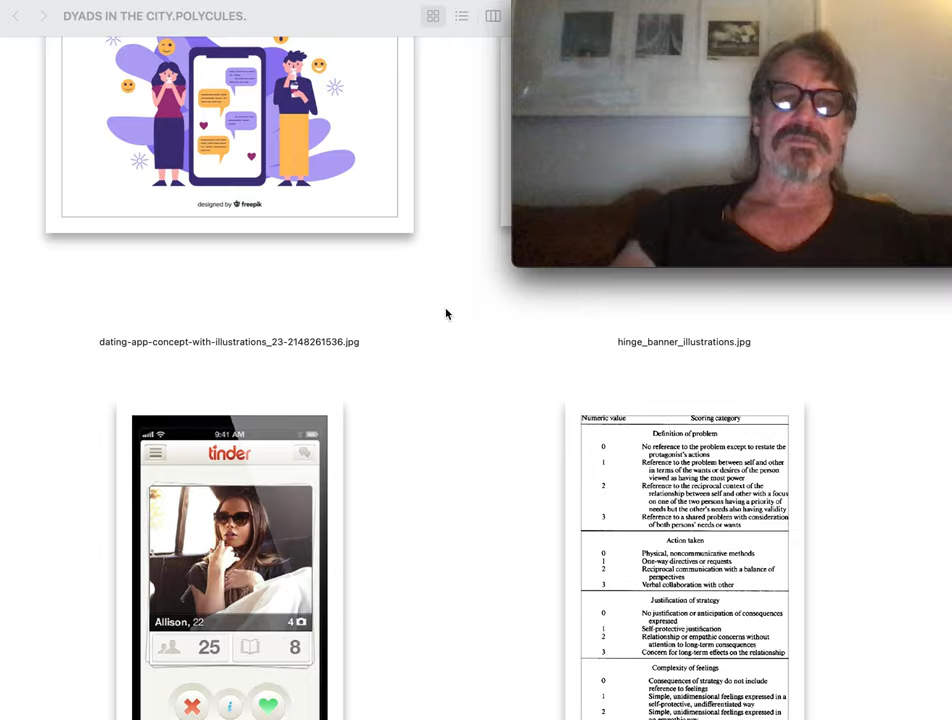 DYADS IN THE CITY.POLYCULES.
designed by freepik
dating-app-concept-with-illustrations_23-2148261536.jpg
hinge_banner_illustrations.jpg
9:41 AM
tinder
Allison, 22
4
25
8
Numeric value Scoring category
Definition of problem
0 No reference to the problem except to restate the
protagonist's actions
1 Reference to the problem between self and other
in terms of the wants or desires of the person
viewed as having the most power
2 Reference to the reciprocal context of the
relationship between self and other with a focus
on one of the two persons having a priority of
needs but the other's needs also having validity
3 Reference to a shared problem with consideration
of both persons' needs or wants
Action taken
0 Physical, noncommunicative methods
1 One-way directives or requests
2 Reciprocal communication with a balance of
perspectives
3 Verbal collaboration with other
Justification of strategy
0 No justification or anticipation of consequences
expressed
1 Self-protective justification
2 Relationship or empathic concerns without
attention to long-term consequences
3 Concern for long-term effects on the relationship
Complexity of feelings
0 Consequences of strategy do not include
reference to feelings
1 Simple, unidimensional feelings expressed in a
self-protective, undifferentiated way
2 Simple, unidimensional feelings expressed in